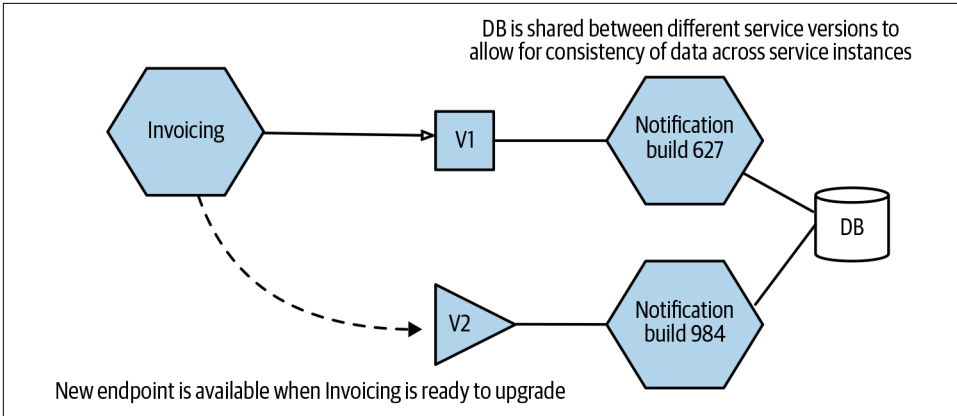 DB is shared between different service versions to
allow for consistency of data across service instances
Invoicing
V1
Notification
build 627
DB
V2
Notification
build 984
New endpoint is available when Invoicing is ready to upgrade